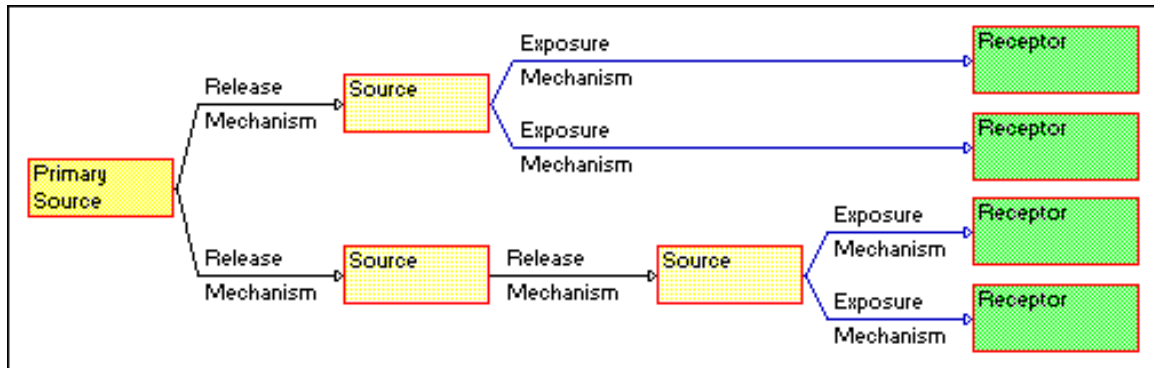 Exposure
Mechanism
Receptor
Release
Mechanism
Source
Exposure
Mechanism
Receptor
Primary
Source
Release
Mechanism
Source
Release
Mechanism
Source
Exposure
Mechanism
Receptor
Exposure
Mechanism
Receptor